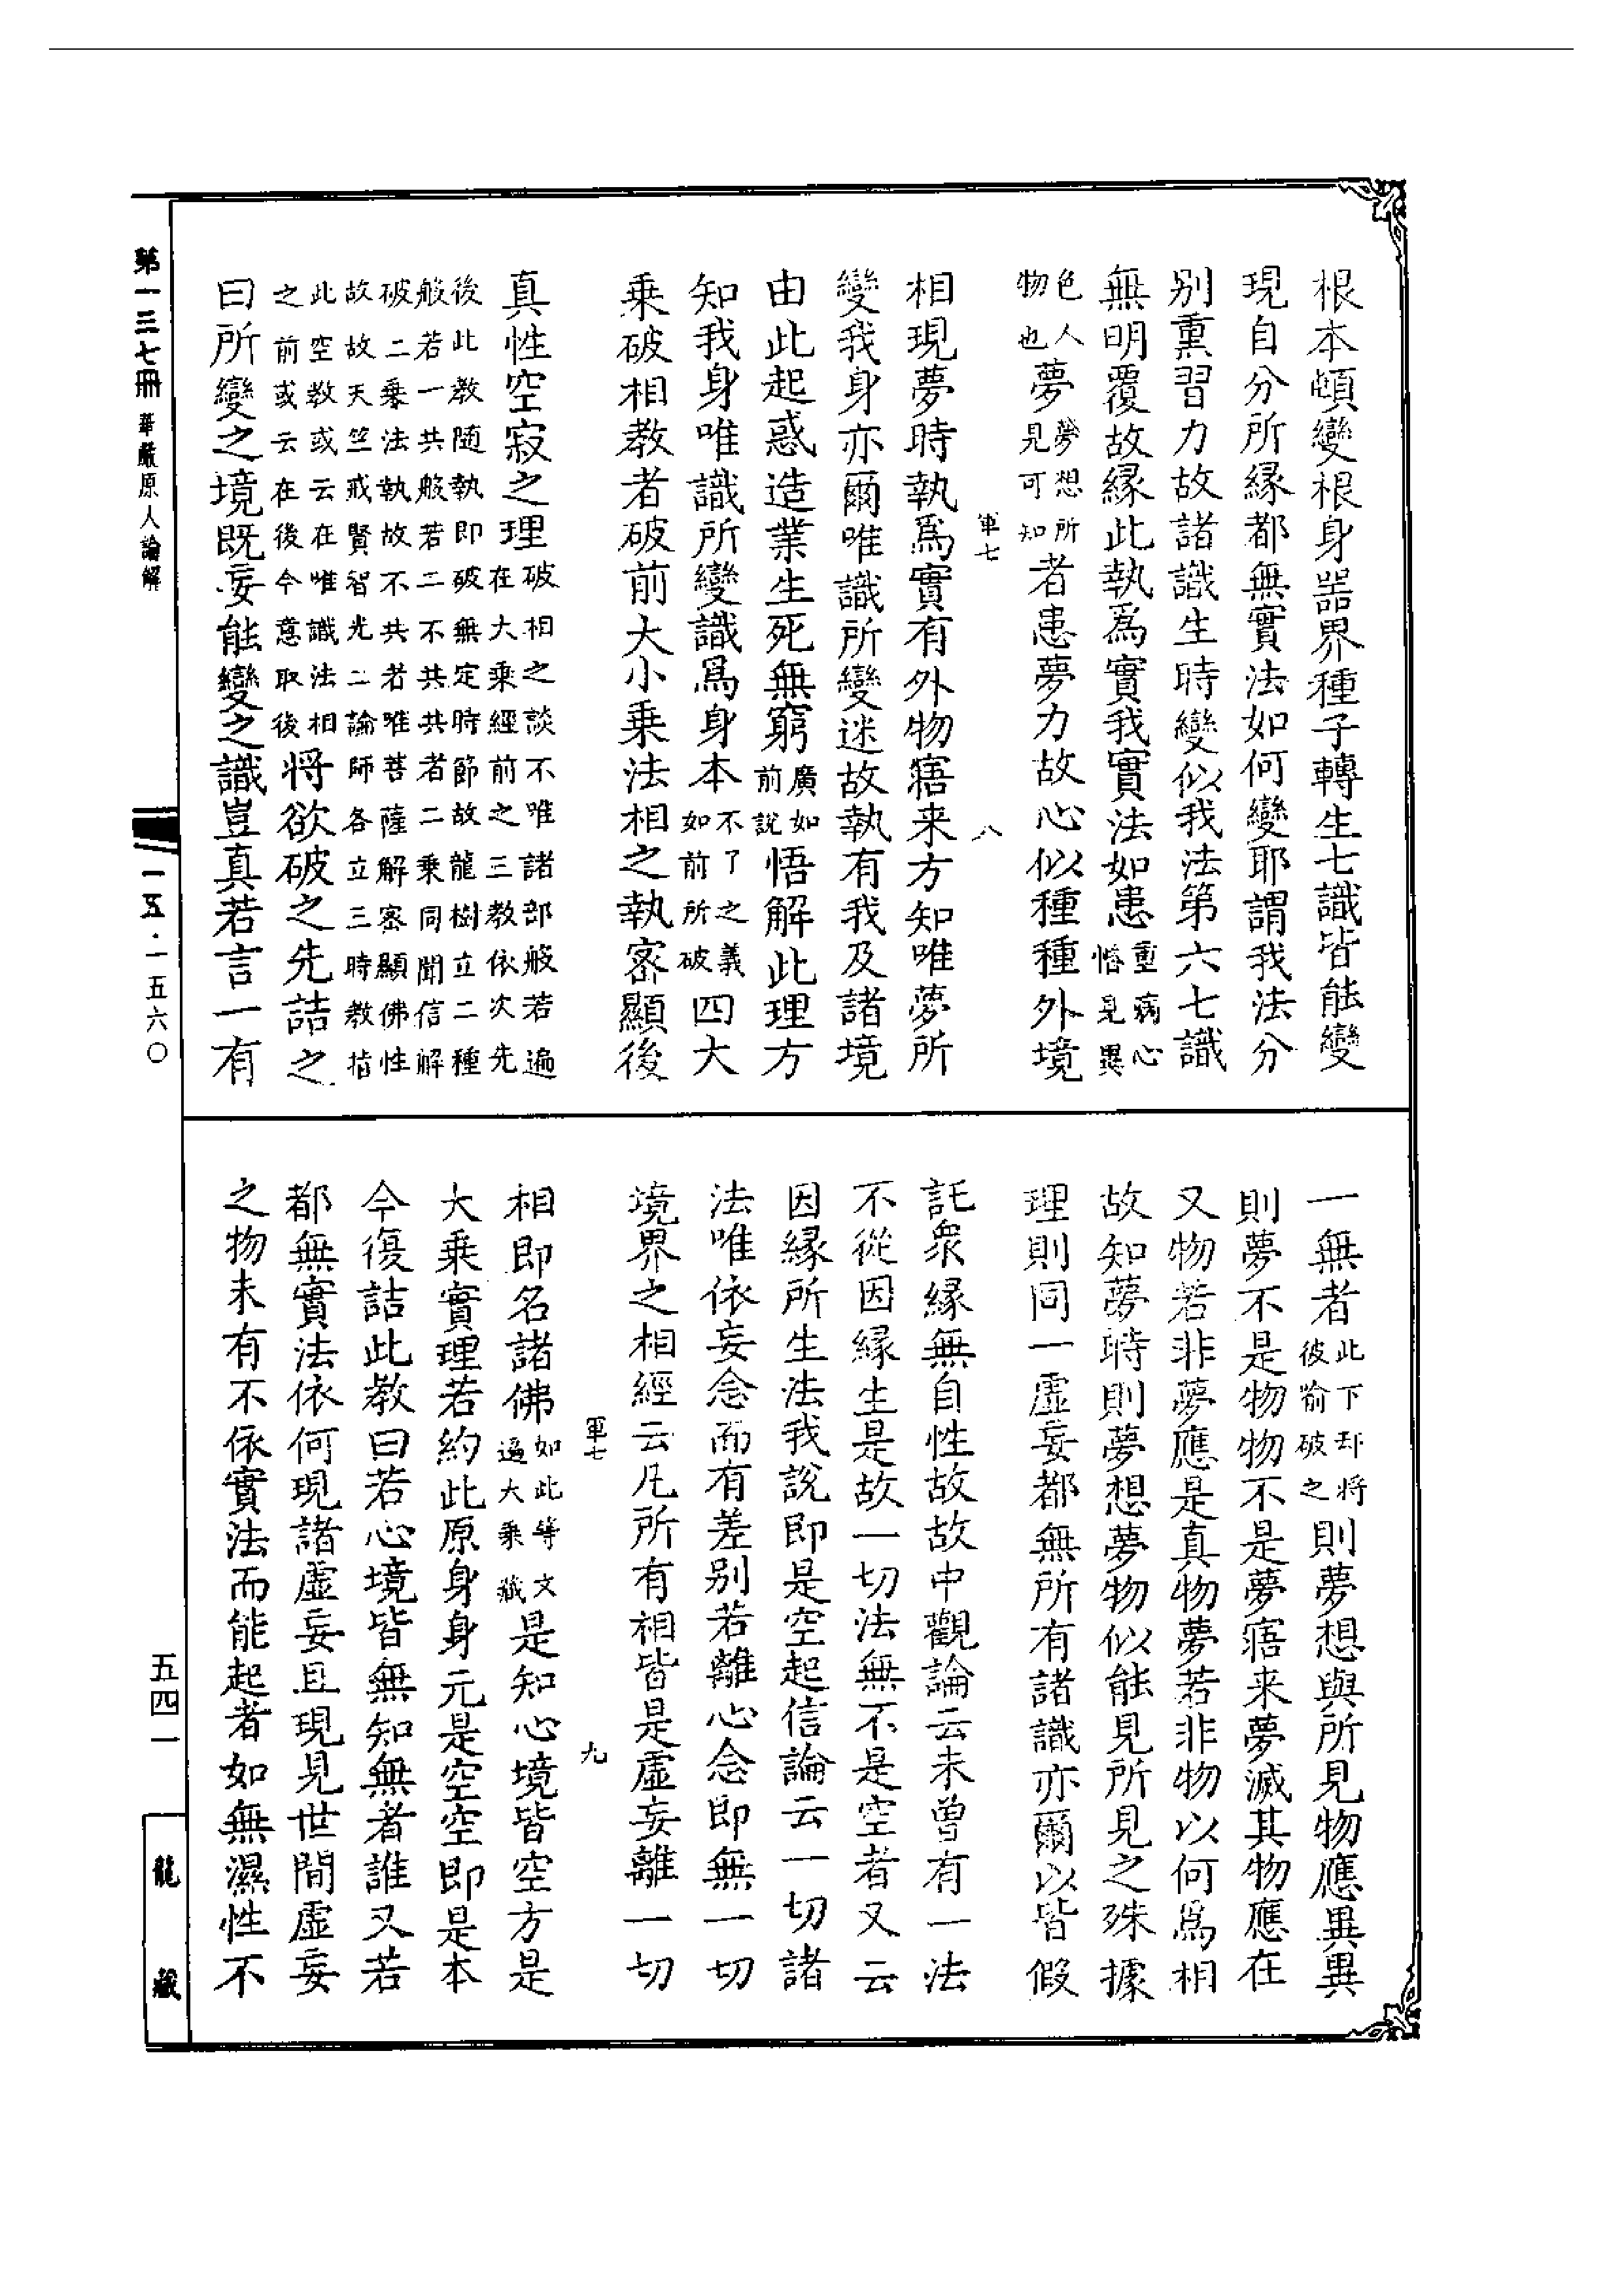 根本頓變根身器界種子轉生七識皆能變
現自分所緣都無實法如何變耶謂我法分
别熏習力故諸識生時變似我法第六七識
無明覆故緣此執爲實我實法如患重病心惛見異
色人物也夢夢想所見可知者患夢力故心似種種外境
軍七
八
相現夢時執爲實有外物寤来方知唯夢所
變我身亦爾唯識所變迷故執有我及諸境
由此起惑造業生死無窮廣如前説悟解此理方
知我身唯識所變識爲身本不了之義如前所破四大
乗破相教者破前大小乗法相之執宻顯後
真性空寂之理破相之談不唯諸部般若遍在大乗經前之三教依次先
後此教随執即破無定時節故龍樹立二種般若一共般若二不共共者二乗同聞信解
破二乗法執故不共者唯菩薩解宻顯佛性故故天竺戒賢智光二論師各立三時教指
此空教或云在唯識法相之前或云在後今意取後將欲破之先詰之
曰所變之境既妄能變之識豈真若言一有
一無者此下却将彼喻破之則夢想與所見物應異異
則夢不是物物不是夢寤来夢滅其物應在
又物若非夢應是真物夢若非物以何爲相
故知夢時則夢想夢物似能見所見之殊據
理則同一虛妄都無所有諸識亦爾以皆假
託衆緣無自性故故中觀論云未曾有一法
不從因緣生是故一切法無不是空者又云
因緣所生法我説即是空起信論云一切諸
法唯依妄念而有差别若離心念即無一切
境界之相經云凡所有相皆是虛妄離一切
軍七
九
相即名諸佛如此等文遍大乗藏是知心境皆空方是
大乗實理若約此原身身元是空空即是本
今復詰此教曰若心境皆無知無者誰又若
都無實法依何現諸虛妄且現見世間虛妄
之物未有不依實法而能起者如無濕性不
第一三七冊 華嚴原人論解
一五·一五六〇
五四一
龍藏